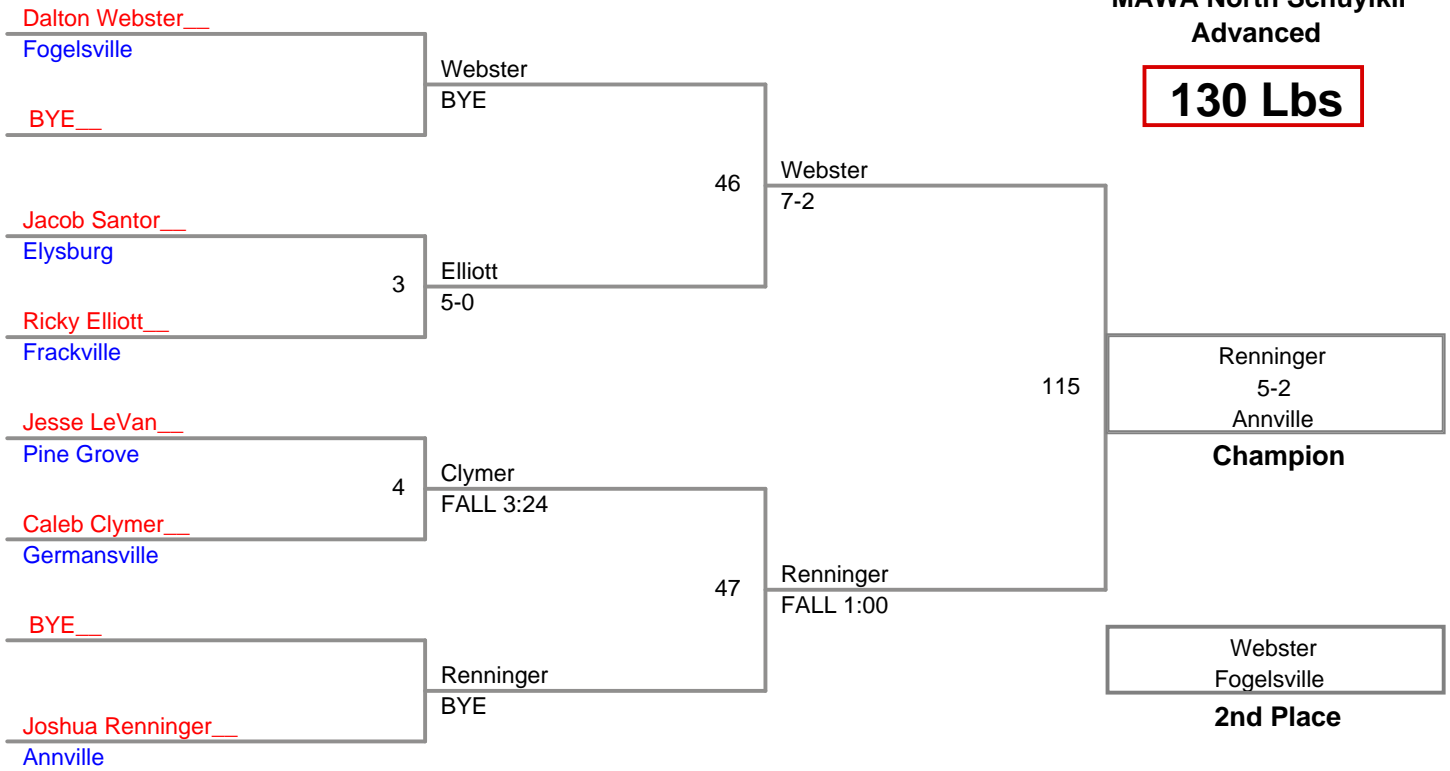 MAWA North Schuylkil
Advanced
130 Lbs
Dalton Webster__
Fogelsville
BYE__
Jacob Santor__
Elysburg
3
Ricky Elliott__
Frackville
Jesse LeVan__
Pine Grove
4
Caleb Clymer__
Germansville
BYE__
Joshua Renninger__
Annville
Webster
BYE
46
Elliott
5-0
Clymer
FALL 3:24
47
Renninger
BYE
Webster
7-2
115
Renninger
FALL 1:00
Renninger
5-2
Annville
Champion
Webster
Fogelsville
2nd Place